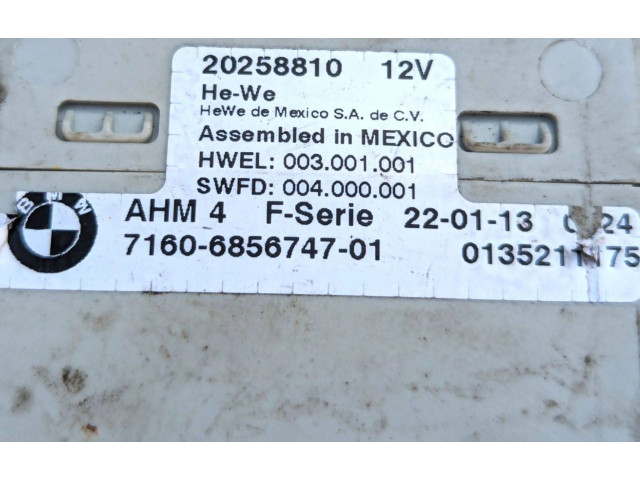 20258810 12V
He-We
HeWe de Mexico S.A. de C.V.
Assembled in MEXICO
HWEL: 003.001.001
SWFD: 004.000.001
BMW
AHM 4 F-Serie 22-01-13
7160-6856747-01